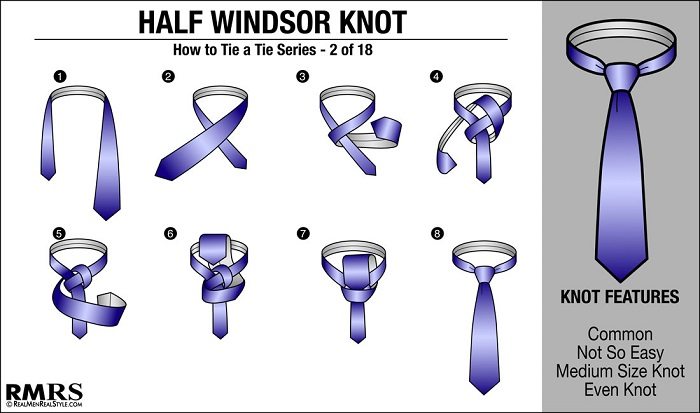 HALF WINDSOR KNOT
How to Tie a Tie Series - 2 of 18
1
2
3
4
5
6
7
8
RMRS
© REALMENREALSTYLE.COM
KNOT FEATURES
Common
Not So Easy
Medium Size Knot
Even Knot